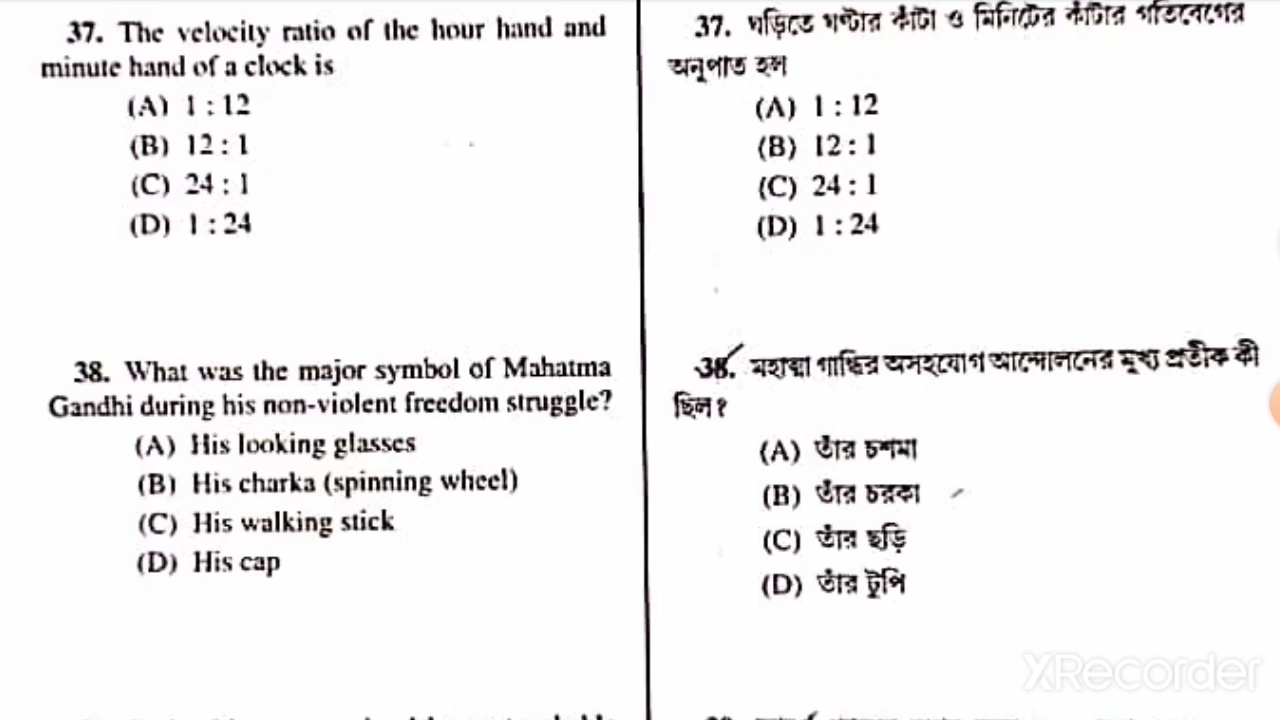 37. The velocity ratio of the hour hand and
minute hand of a clock is
(A) 1 : 12
(B) 12 : 1
(C) 24 : 1
(D) 1 : 24
38. What was the major symbol of Mahatma
Gandhi during his non-violent freedom struggle?
(A) His looking glasses
(B) His charka (spinning wheel)
(C) His walking stick
(D) His cap
37. ঘড়িতে ঘণ্টার কাঁটা ও মিনিটের কাঁটার গতিবেগের
অনুপাত হল
(A) 1 : 12
(B) 12 : 1
(C) 24 : 1
(D) 1 : 24
38. মহাত্মা গান্ধির অসহযোগ আন্দোলনের মুখ্য প্রতীক কী
ছিল?
(A) তাঁর চশমা
(B) তাঁর চরকা
(C) তাঁর ছড়ি
(D) তাঁর টুপি
XRecorder